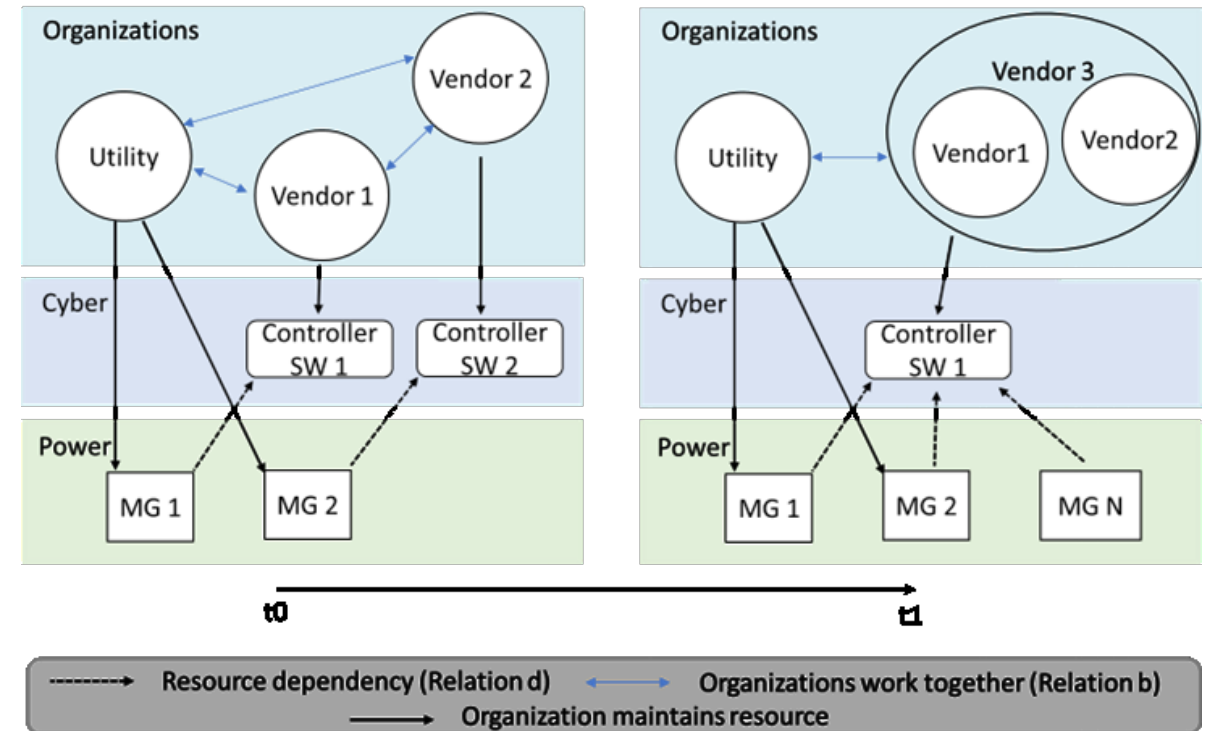 Organizations
Vendor 2
Utility
Vendor 1
Cyber
Controller
SW 1
Controller
SW 2
Power
MG 1
MG 2
Organizations
Vendor 3
Utility
Vendor1
Vendor2
Cyber
Controller
SW 1
Power
MG 1
MG 2
MG N
t0
t1
Resource dependency (Relation d)
Organizations work together (Relation b)
Organization maintains resource